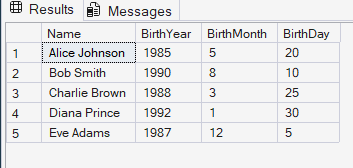 Results Messages
Name BirthYear BirthMonth BirthDay
1 Alice Johnson 1985 5 20
2 Bob Smith 1990 8 10
3 Charlie Brown 1988 3 25
4 Diana Prince 1992 1 30
5 Eve Adams 1987 12 5